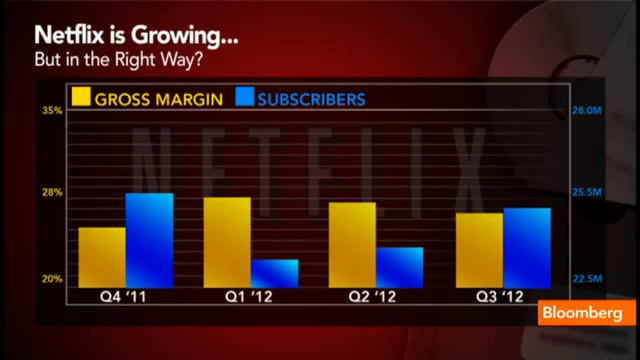 Netflix is Growing...
But in the Right Way?
GROSS MARGIN SUBSCRIBERS
35% 28.0M
NETFLIX
28% 25.5M
20% 22.5M
Q4 '11 Q1 '12 Q2 '12 Q3 '12
Bloomberg